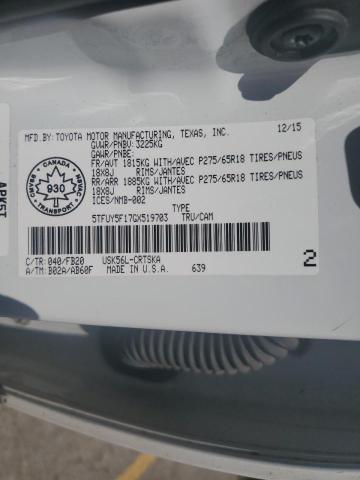 MFD.BY: TOYOTA MOTOR MANUFACTURING, TEXAS, INC. 12/15
GVWR/PNBV: 3225KG
GAWR/PNBE:
FR/AVT 1815KG WITH/AVEC P275/65R18 TIRES/PNEUS
18X8J RIMS/JANTES
RR/ARR 1885KG WITH/AVEC P275/65R18 TIRES/PNEUS
18X8J RIMS/JANTES
ICES/NMB-002
TYPE
5TFUY5F17GX519703 TRU/CAM
CANADA
930
TRANSPORT
C/TR: 040/FB20 USK56L-CRTSKA
A/TM: B02A/AB60F MADE IN U.S.A. 639
2